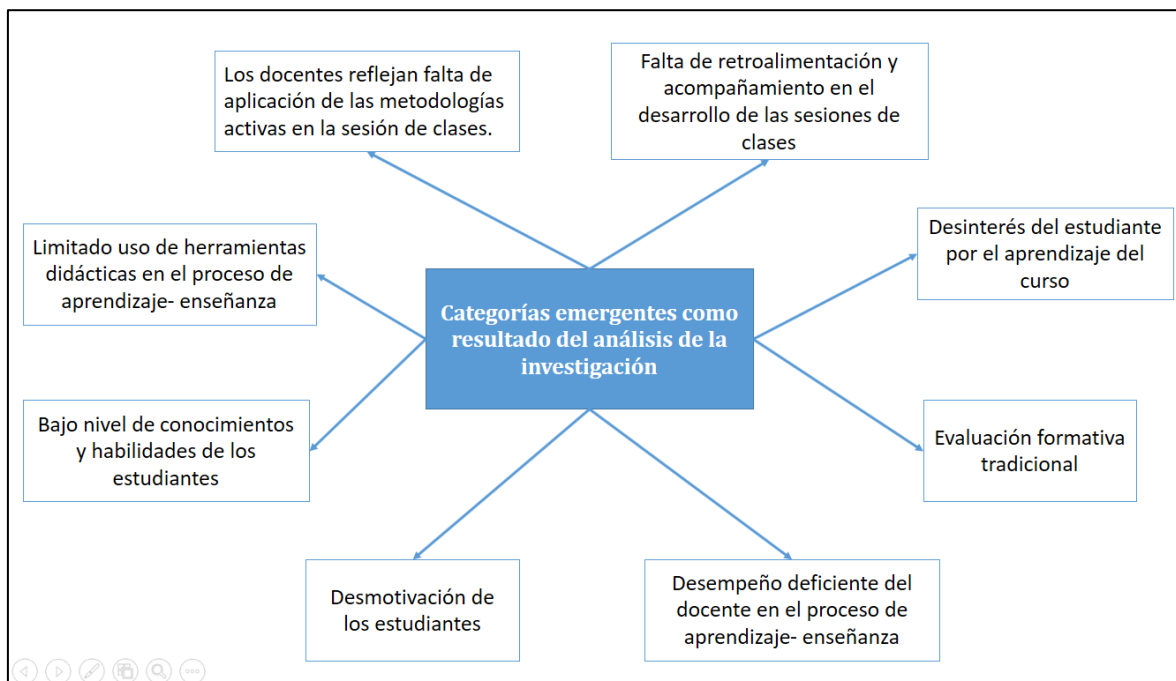 Los docentes reflejan falta de
aplicación de las metodologías
activas en la sesión de clases.
Falta de retroalimentación y
acompañamiento en el
desarrollo de las sesiones de
clases
Limitado uso de herramientas
didácticas en el proceso de
aprendizaje- enseñanza
Desinterés del estudiante
por el aprendizaje del
curso
Categorías emergentes como
resultado del análisis de la
investigación
Bajo nivel de conocimientos
y habilidades de los
estudiantes
Evaluación formativa
tradicional
Desmotivación de
los estudiantes
Desempeño deficiente del
docente en el proceso de
aprendizaje- enseñanza